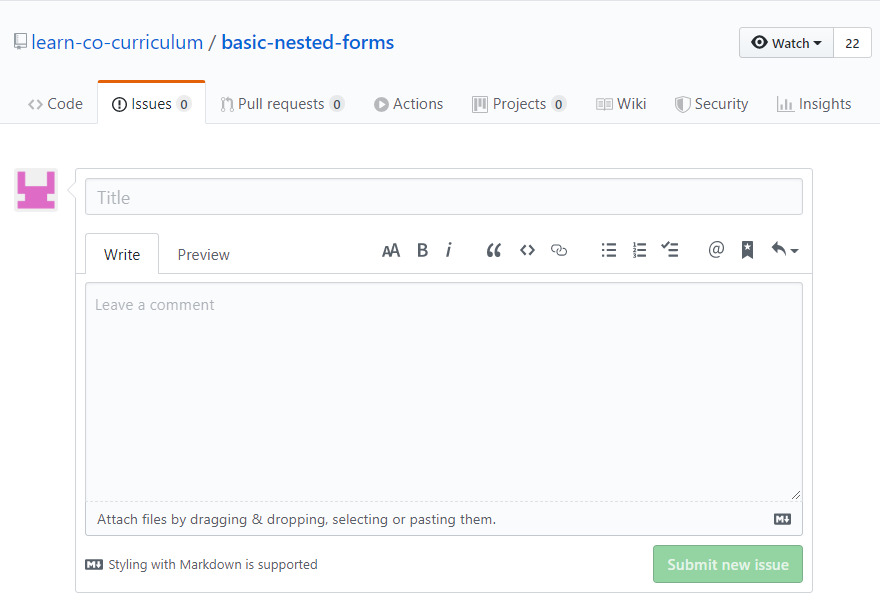 learn-co-curriculum / basic-nested-forms
Watch 22
Code Issues 0 Pull requests 0 Actions Projects 0 Wiki Security Insights
Title
Write Preview AA B i @
Leave a comment
Attach files by dragging & dropping, selecting or pasting them.
Styling with Markdown is supported
Submit new issue